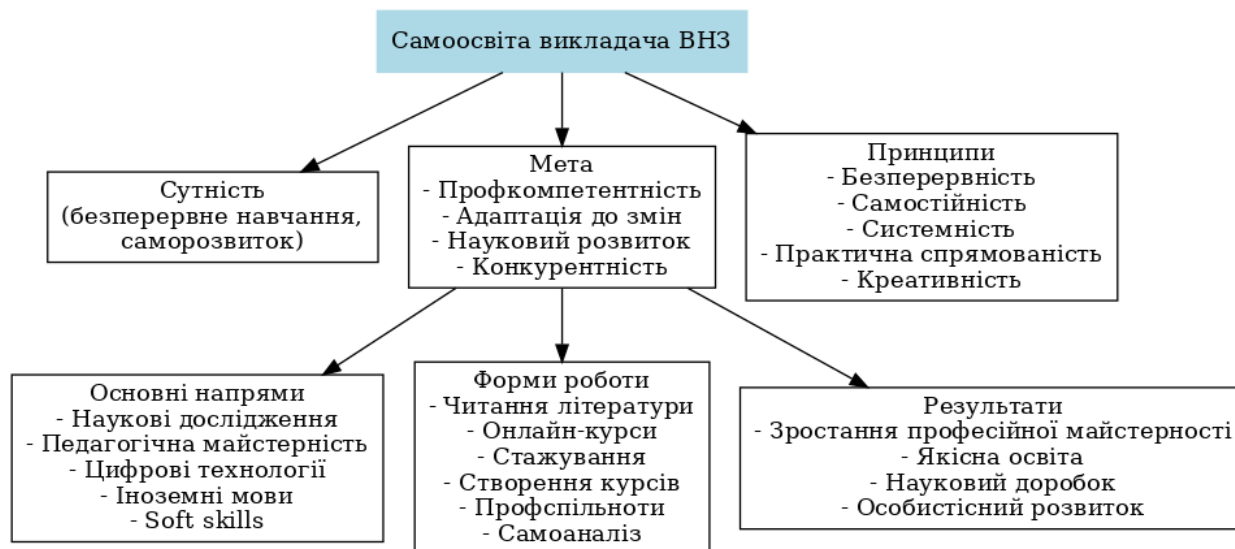 Самоосвіта викладача ВНЗ
Сутність
(безперервне навчання,
саморозвиток)
Мета
- Профкомпетентність
- Адаптація до змін
- Науковий розвиток
- Конкурентність
Принципи
- Безперервність
- Самостійність
- Системність
- Практична спрямованість
- Креативність
Основні напрями
- Наукові дослідження
- Педагогічна майстерність
- Цифрові технології
- Іноземні мови
- Soft skills
Форми роботи
- Читання літератури
- Онлайн-курси
- Стажування
- Створення курсів
- Профспільноти
- Самоаналіз
Результати
- Зростання професійної майстерності
- Якісна освіта
- Науковий доробок
- Особистісний розвиток